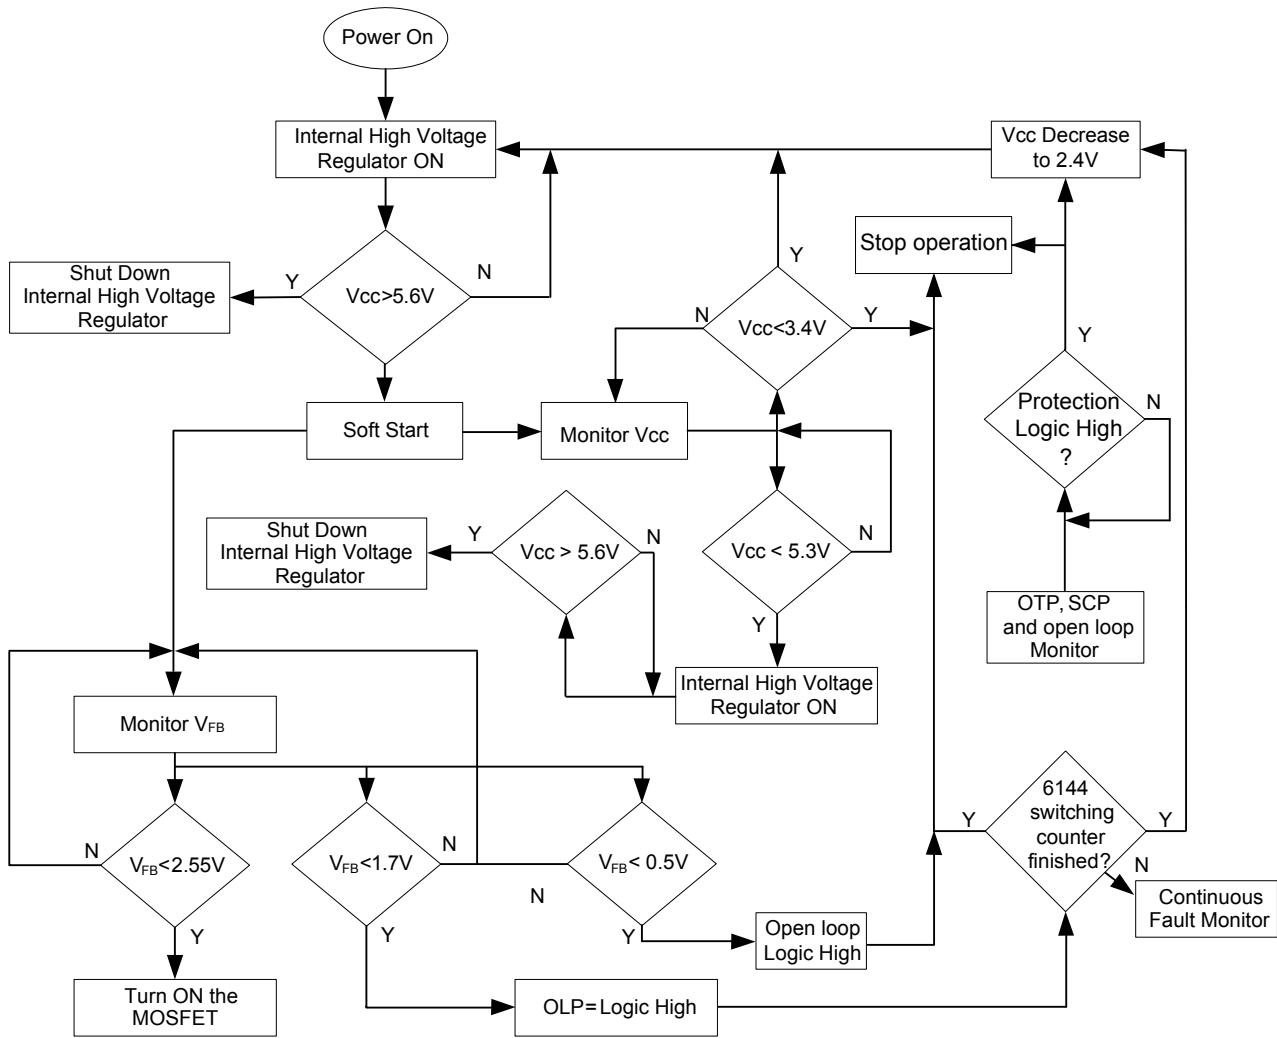 Power On
Internal High Voltage
Regulator ON
Vcc Decrease
to 2.4V
Stop operation
Y
Shut Down
Internal High Voltage
Regulator
Y
Vcc>5.6V
N
N
Vcc<3.4V
Y
Y
Protection
Logic High
?
N
Soft Start
Monitor Vcc
Shut Down
Internal High Voltage
Regulator
Y
Vcc > 5.6V
N
Vcc < 5.3V
N
Y
OTP, SCP
and open loop
Monitor
Internal High Voltage
Regulator ON
Monitor VFB
6144
switching
counter
finished?
Y
Y
N
N
VFB<2.55V
Y
VFB<1.7V
N
Y
VFB< 0.5V
N
Y
Continuous
Fault Monitor
Open loop
Logic High
Turn ON the
MOSFET
OLP=Logic High